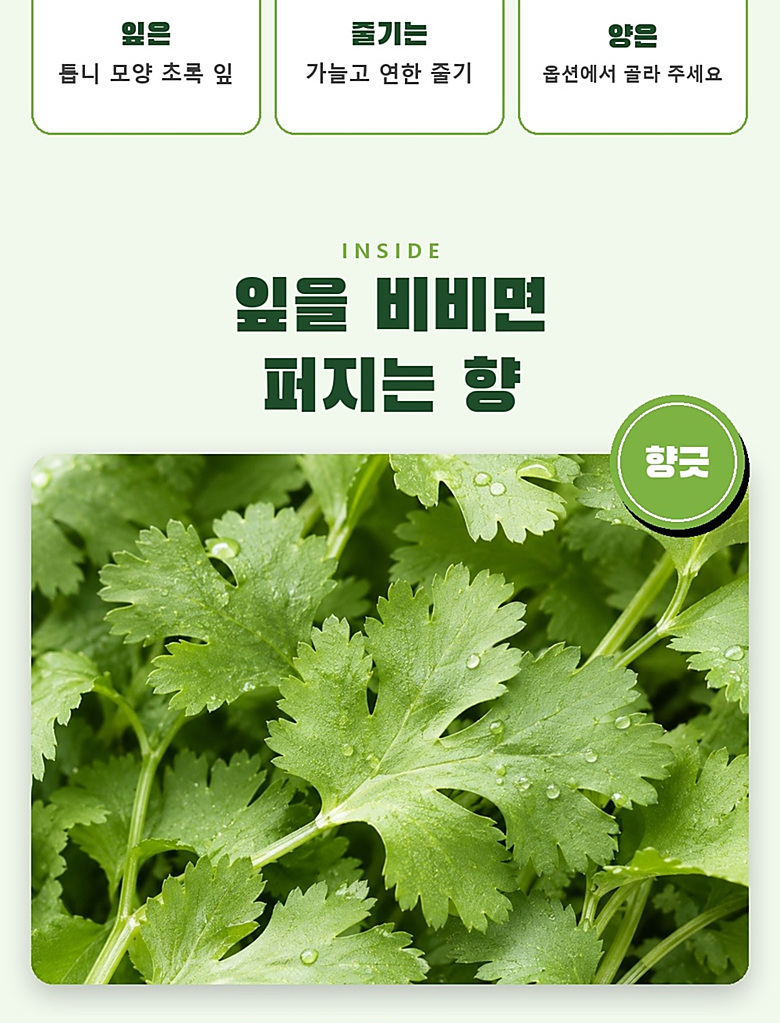 잎은
톱니 모양 초록 잎
줄기는
가늘고 연한 줄기
양은
옵션에서 골라 주세요
INSIDE
잎을 비비면
퍼지는 향
향긋